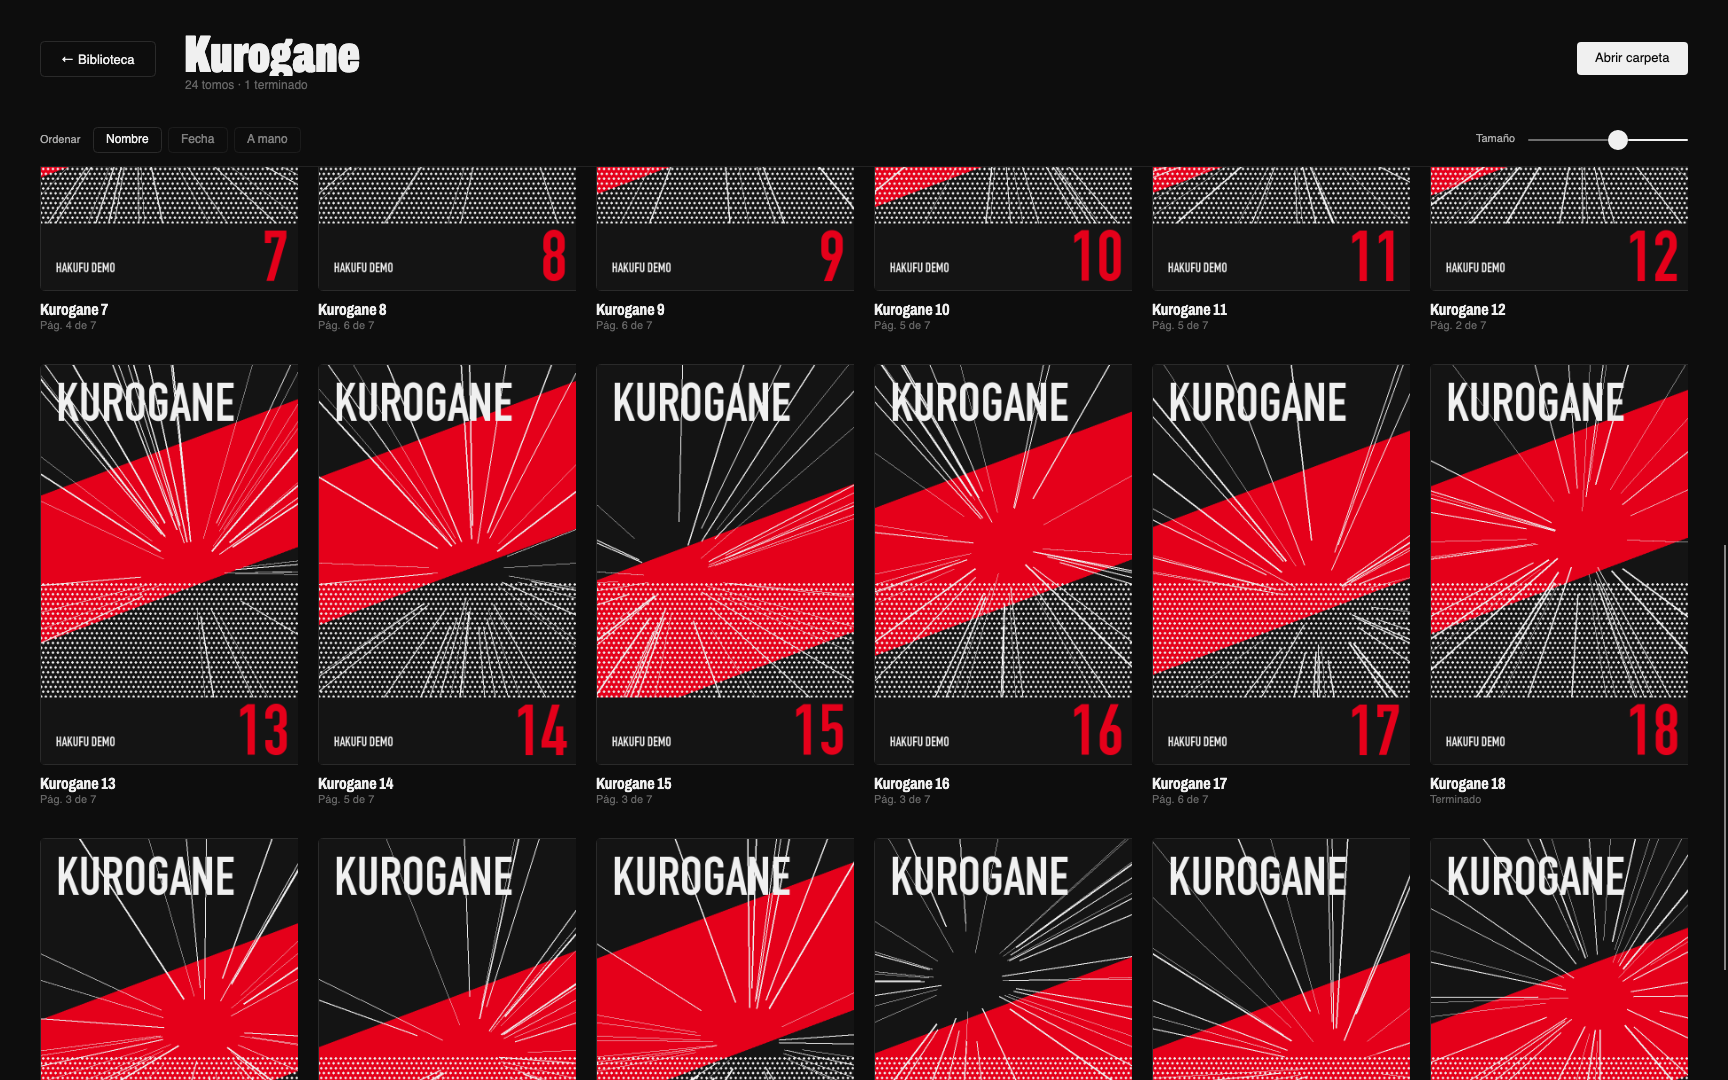 ← Biblioteca
Kurogane
24 tomos · 1 terminado
Abrir carpeta
Ordenar
Nombre
Fecha
A mano
Tamaño
HAKUFU DEMO 7
HAKUFU DEMO 8
HAKUFU DEMO 9
HAKUFU DEMO 10
HAKUFU DEMO 11
HAKUFU DEMO 12
Kurogane 7
Pág. 4 de 7
Kurogane 8
Pág. 6 de 7
Kurogane 9
Pág. 6 de 7
Kurogane 10
Pág. 5 de 7
Kurogane 11
Pág. 5 de 7
Kurogane 12
Pág. 2 de 7
KUROGANE
HAKUFU DEMO 13
Kurogane 13
Pág. 3 de 7
KUROGANE
HAKUFU DEMO 14
Kurogane 14
Pág. 5 de 7
KUROGANE
HAKUFU DEMO 15
Kurogane 15
Pág. 3 de 7
KUROGANE
HAKUFU DEMO 16
Kurogane 16
Pág. 3 de 7
KUROGANE
HAKUFU DEMO 17
Kurogane 17
Pág. 6 de 7
KUROGANE
HAKUFU DEMO 18
Kurogane 18
Terminado
KUROGANE
KUROGANE
KUROGANE
KUROGANE
KUROGANE
KUROGANE